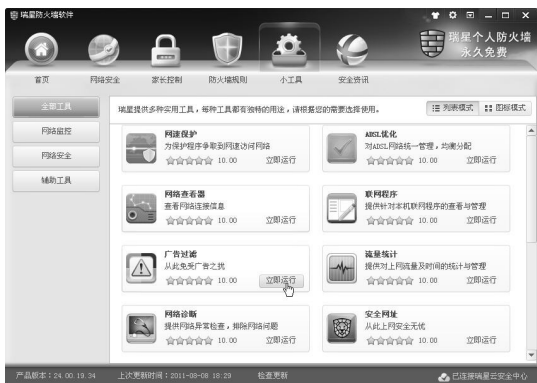 瑞星防火墙软件
瑞星个人防火墙
永久免费
首页 网络安全 家长控制 防火墙规则 小工具 安全资讯
全部工具
网络监控
网络安全
辅助工具
瑞星提供多种实用工具，每种工具都有独特的用途，请根据您的需要选择使用。 列表模式 图标模式
网速保护
为保护程序争取到网速访问网络
10.00 立即运行
ADSL优化
对ADSL网络统一管理，均衡分配
10.00 立即运行
网络查看器
查看网络连接信息
10.00 立即运行
联网程序
提供针对本机联网程序的查看与管理
10.00 立即运行
广告过滤
从此免受广告之扰
10.00 立即运行
流量统计
提供对上网流量及时间的统计与管理
10.00 立即运行
网络诊断
提供网络异常检查，排除网络问题
10.00 立即运行
安全网址
从此上网安全无忧
10.00 立即运行
产品版本：24.00.19.34 上次更新时间：2011-08-08 18:29 检查更新 已连接瑞星云安全中心